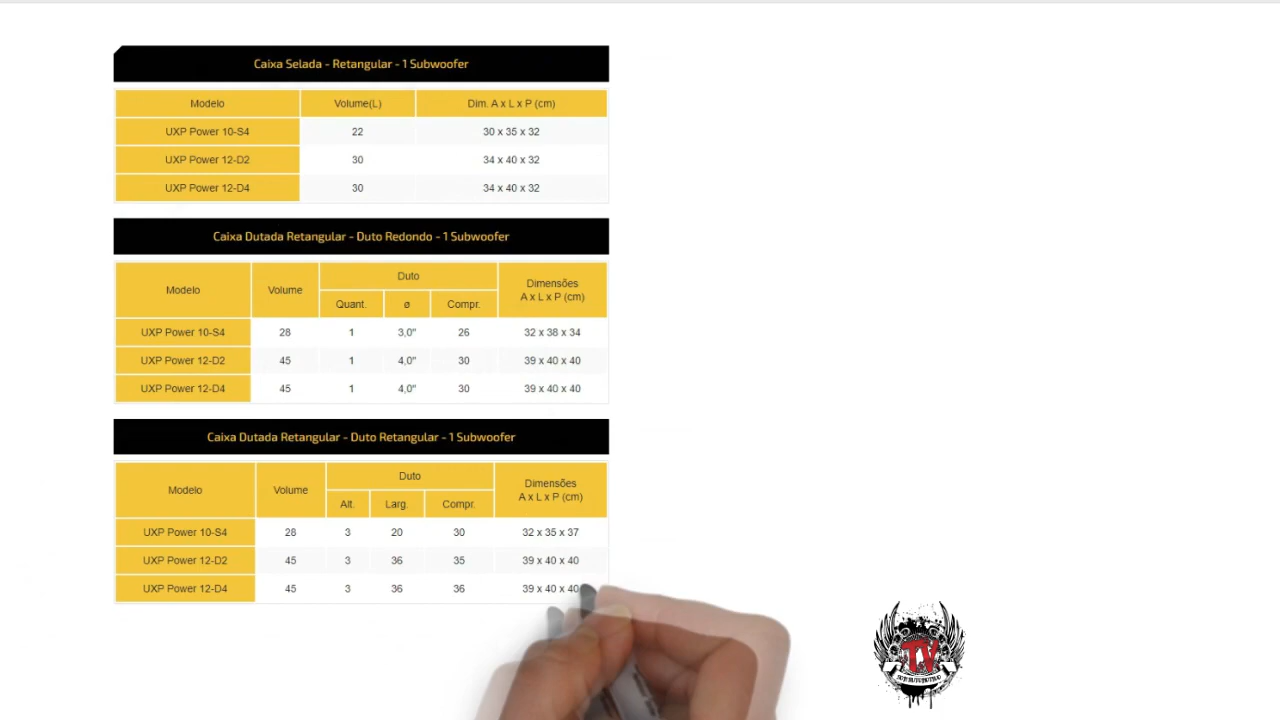 Caixa Selada - Retangular - 1 Subwoofer
Modelo Volume(L) Dim. A x L x P (cm)
UXP Power 10-S4 22 30 x 35 x 32
UXP Power 12-D2 30 34 x 40 x 32
UXP Power 12-D4 30 34 x 40 x 32
Caixa Dutada Retangular - Duto Redondo - 1 Subwoofer
Modelo Volume Duto Dimensões A x L x P (cm)
Quant. ø Compr.
UXP Power 10-S4 28 1 3,0" 26 32 x 38 x 34
UXP Power 12-D2 45 1 4,0" 30 39 x 40 x 40
UXP Power 12-D4 45 1 4,0" 30 39 x 40 x 40
Caixa Dutada Retangular - Duto Retangular - 1 Subwoofer
Modelo Volume Duto Dimensões A x L x P (cm)
Alt. Larg. Compr.
UXP Power 10-S4 28 3 20 30 32 x 35 x 37
UXP Power 12-D2 45 3 36 35 39 x 40 x 40
UXP Power 12-D4 45 3 36 36 39 x 40 x 40
TV
SOM AUTOMOTIVO